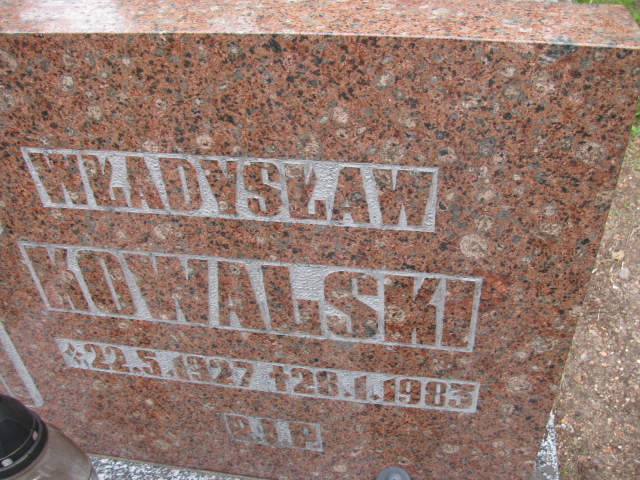 WŁADYSŁAW
KOWALSKI
22.5.1927 †28.1.1983
R.I.P.